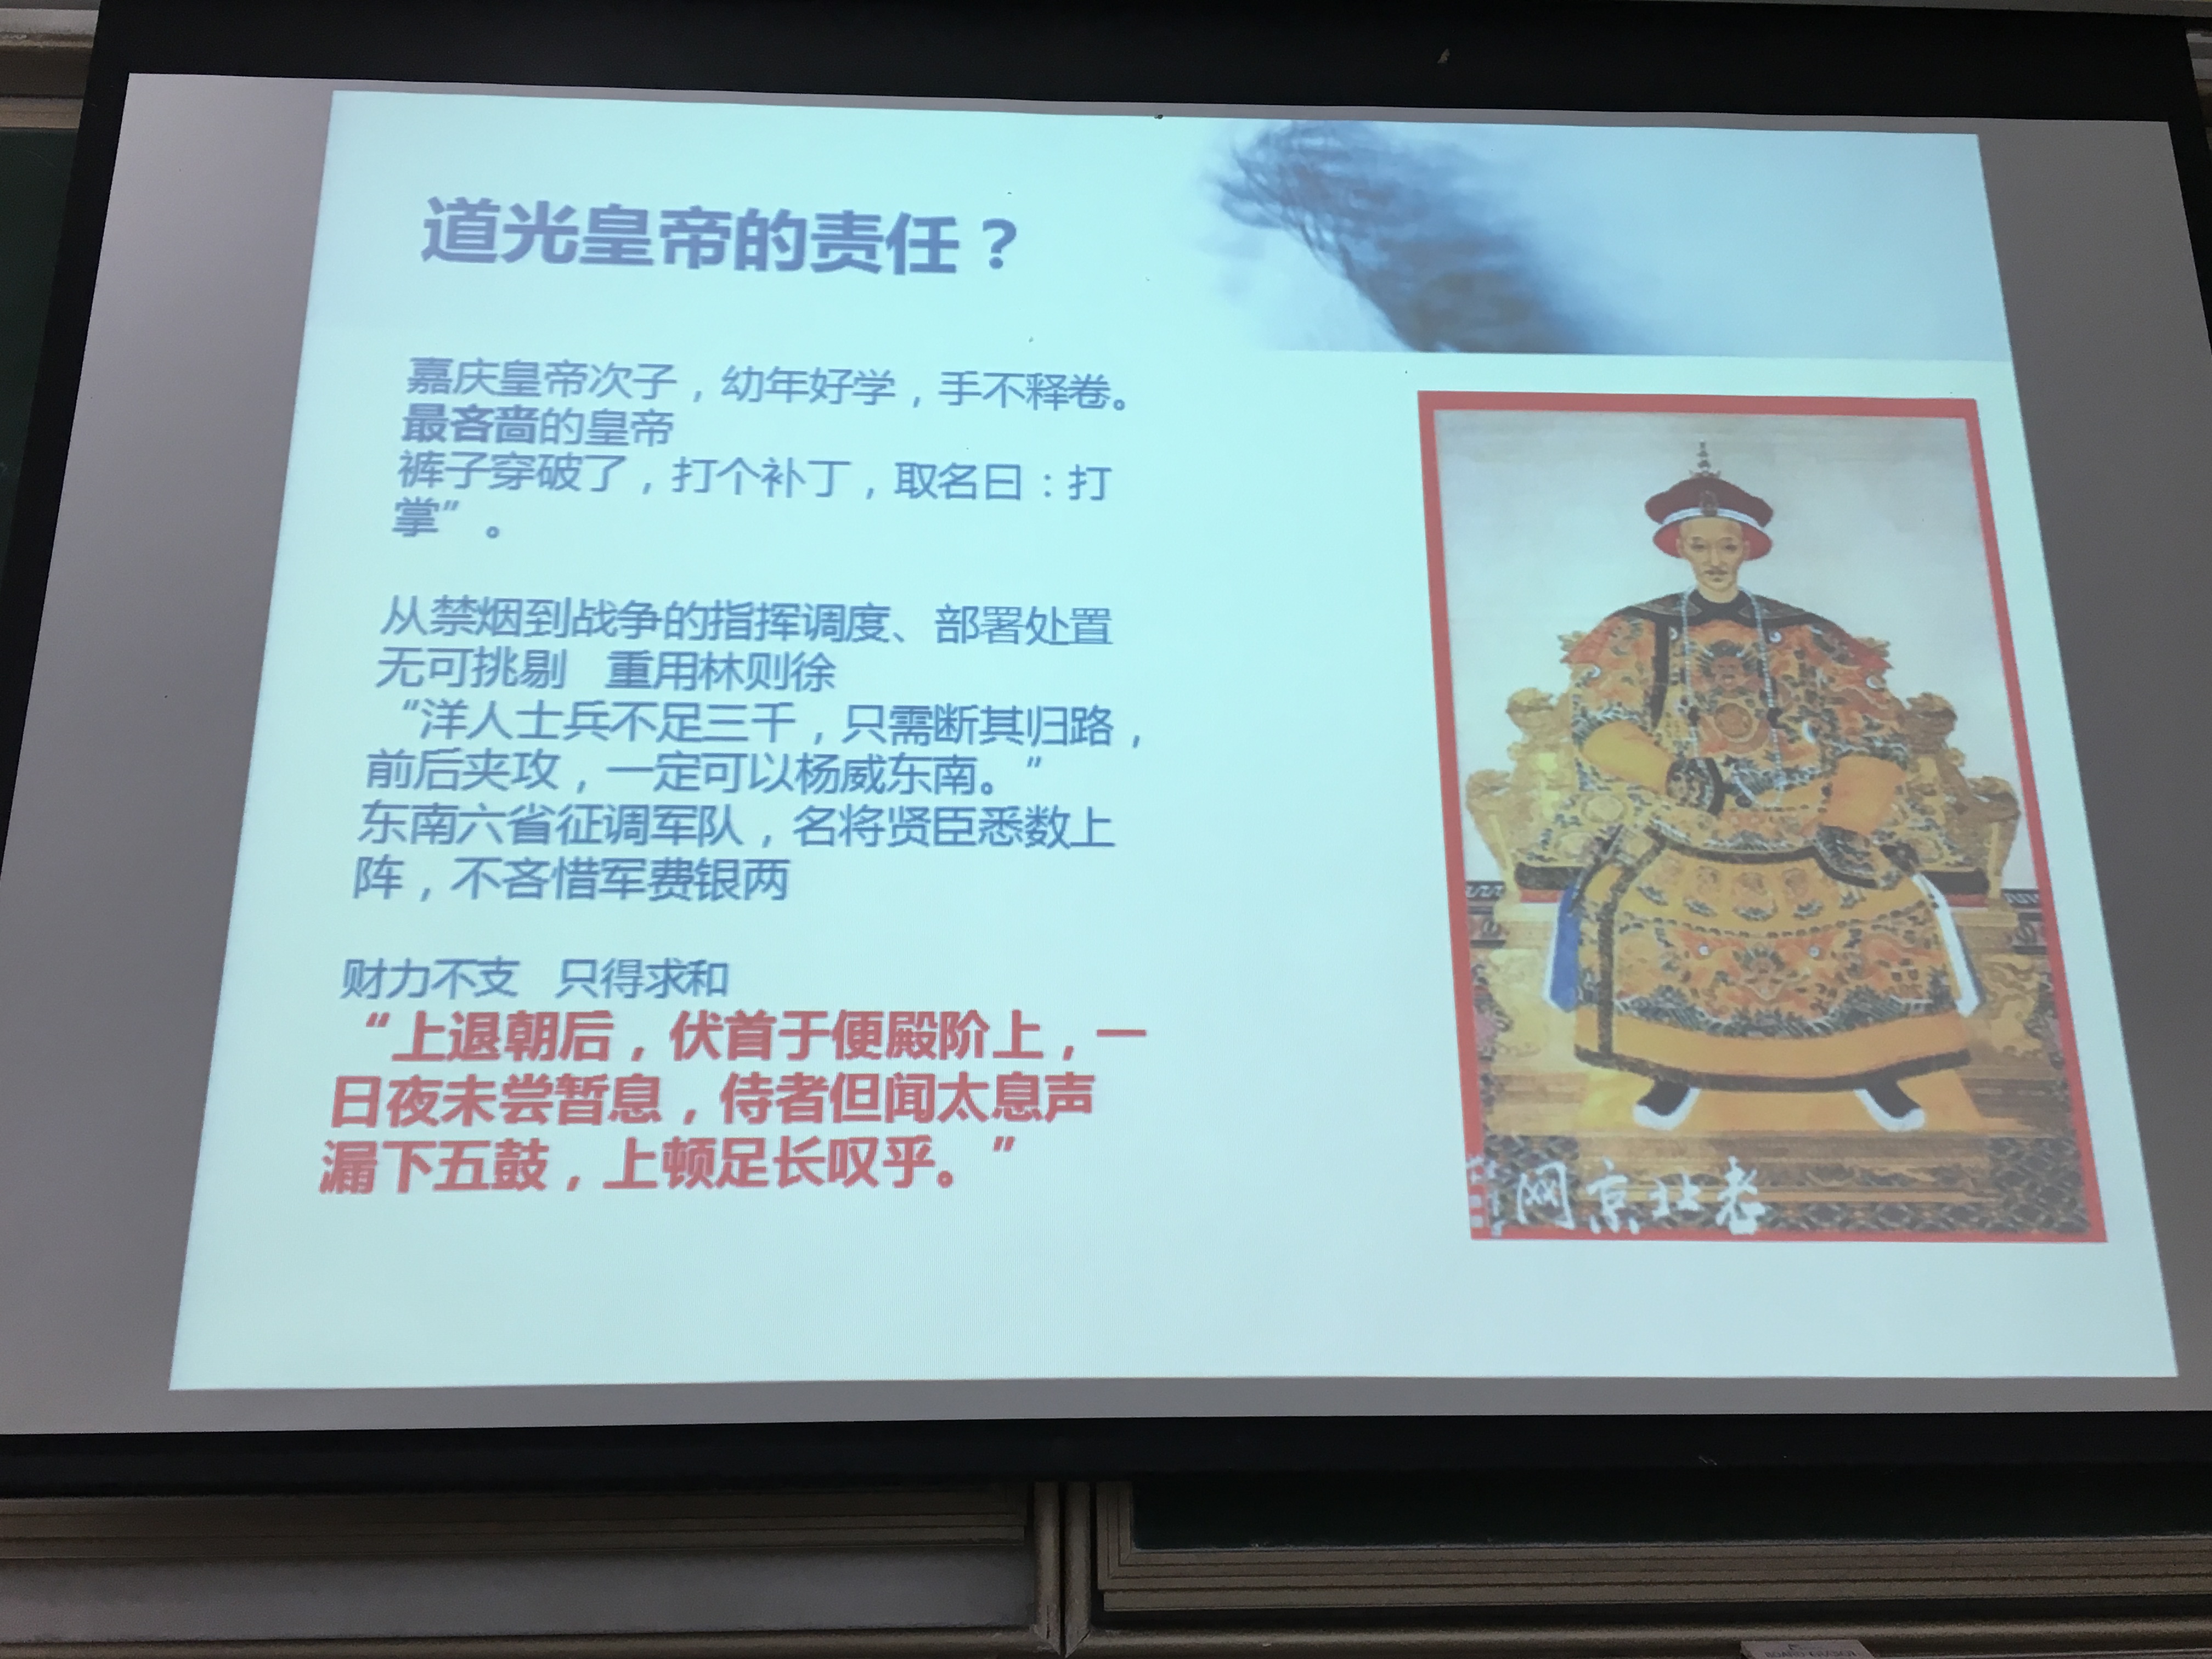 道光皇帝的责任？
嘉庆皇帝次子，幼年好学，手不释卷。
最吝啬的皇帝
裤子穿破了，打个补丁，取名曰：打
掌”。
从禁烟到战争的指挥调度、部署处置
无可挑剔 重用林则徐
“洋人士兵不足三千，只需断其归路，
前后夹攻，一定可以杨威东南。”
东南六省征调军队，名将贤臣悉数上
阵，不吝惜军费银两
财力不支 只得求和
“上退朝后，伏首于便殿阶上，一
日夜未尝暂息，侍者但闻太息声
漏下五鼓，上顿足长叹乎。”
网京北老